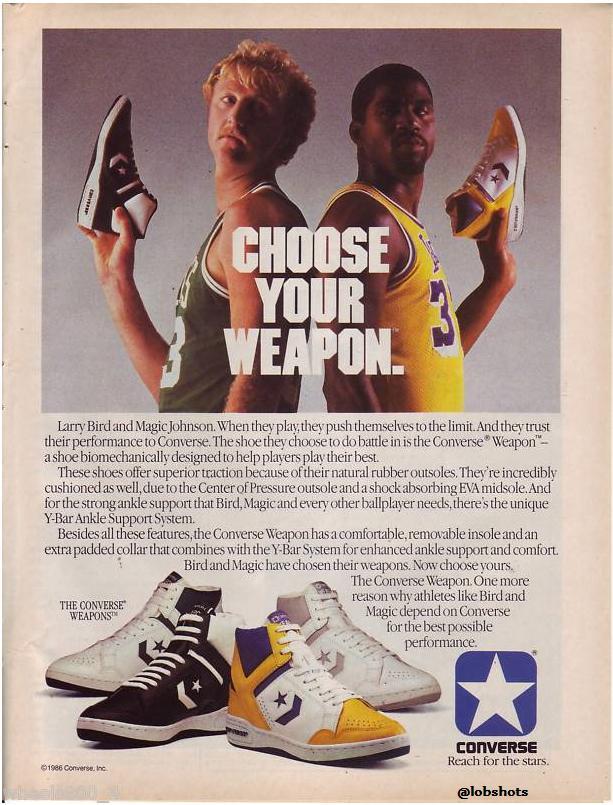 CHOOSE
YOUR
WEAPON.™
Larry Bird and Magic Johnson. When they play, they push themselves to the limit. And they trust
their performance to Converse. The shoe they choose to do battle in is the Converse® Weapon™–
a shoe biomechanically designed to help players play their best.
These shoes offer superior traction because of their natural rubber outsoles. They're incredibly
cushioned as well, due to the Center of Pressure outsole and a shock absorbing EVA midsole. And
for the strong ankle support that Bird, Magic and every other ballplayer needs, there's the unique
Y-Bar Ankle Support System.
Besides all these features, the Converse Weapon has a comfortable, removable insole and an
extra padded collar that combines with the Y-Bar System for enhanced ankle support and comfort.
Bird and Magic have chosen their weapons. Now choose yours.
The Converse Weapon. One more
reason why athletes like Bird and
Magic depend on Converse
for the best possible
performance.
THE CONVERSE®
WEAPONS™
CONVERSE
Reach for the stars.
©1986 Converse, Inc.
@lobshots